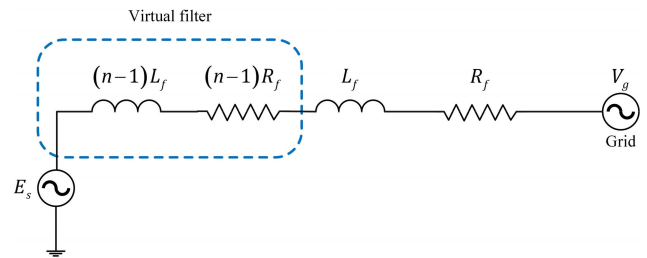 Virtual filter
(n−1)L_f (n−1)R_f L_f R_f V_g
Grid
E_s